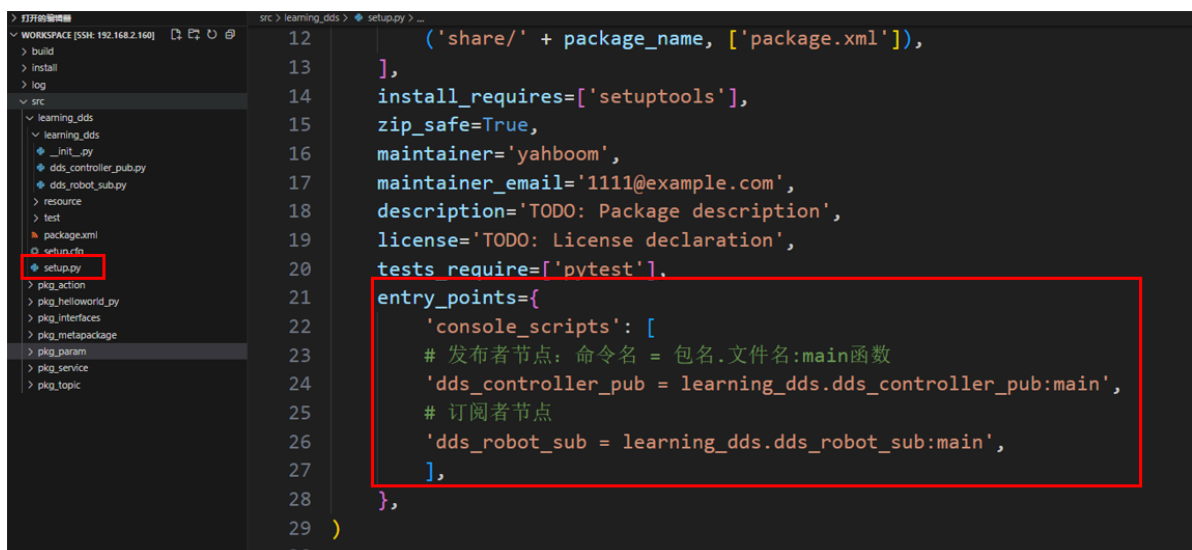 打开的编辑器
WORKSPACE [SSH: 192.168.2.160]
build
install
log
src
learning_dds
learning_dds
__init__.py
dds_controller_pub.py
dds_robot_sub.py
resource
test
package.xml
setup.cfg
setup.py
pkg_action
pkg_helloworld_py
pkg_interfaces
pkg_metapackage
pkg_param
pkg_service
pkg_topic
src > learning_dds > setup.py > ...
12 ('share/' + package_name, ['package.xml']),
13 ],
14 install_requires=['setuptools'],
15 zip_safe=True,
16 maintainer='yahboom',
17 maintainer_email='1111@example.com',
18 description='TODO: Package description',
19 license='TODO: License declaration',
20 tests_require=['pytest'],
21 entry_points={
22 'console_scripts': [
23 # 发布者节点：命令名 = 包名.文件名:main函数
24 'dds_controller_pub = learning_dds.dds_controller_pub:main',
25 # 订阅者节点
26 'dds_robot_sub = learning_dds.dds_robot_sub:main',
27 ],
28 },
29 )